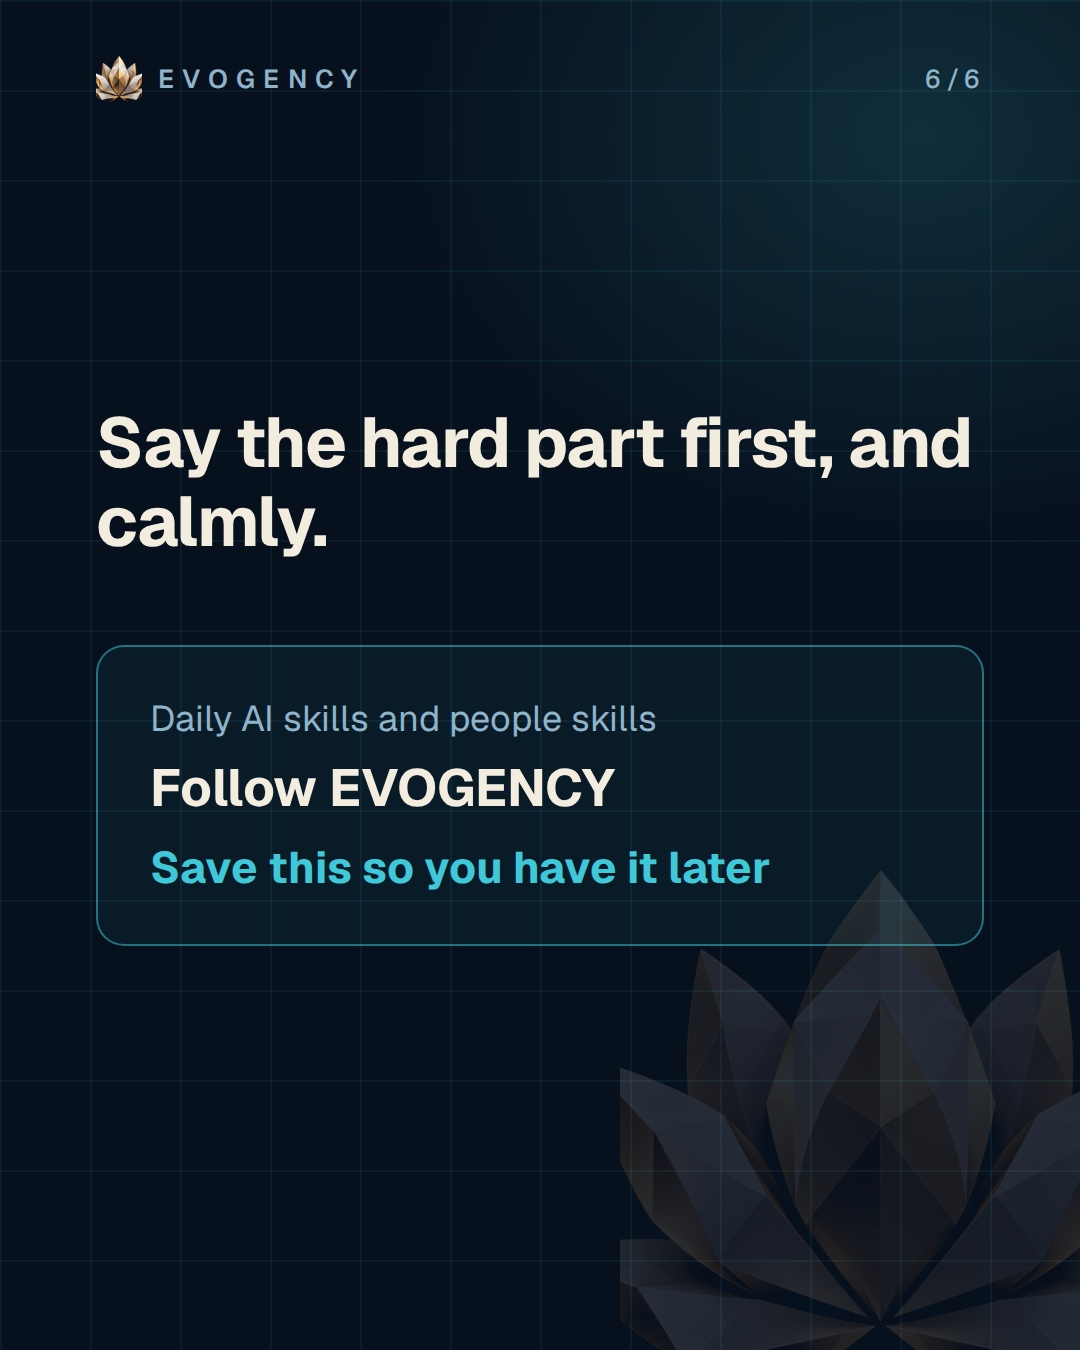 EVOGENCY
6/6
Say the hard part first, and
calmly.
Daily AI skills and people skills
Follow EVOGENCY
Save this so you have it later